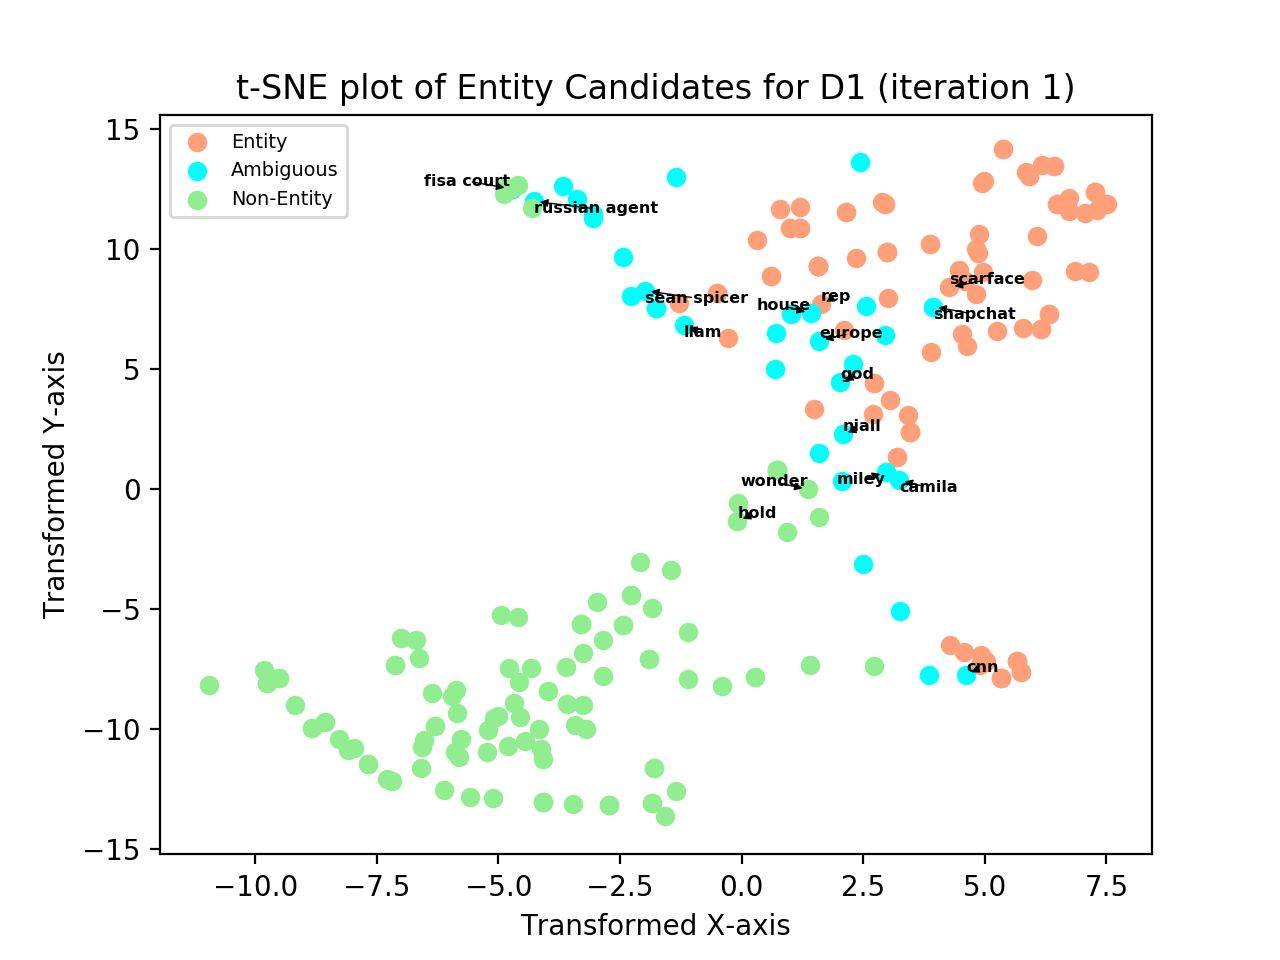 t-SNE plot of Entity Candidates for D1 (iteration 1)
Entity
Ambiguous
Non-Entity
fisa court
russian agent
sean spicer
liam
house
rep
europe
scarface
snapchat
god
niall
wonder
miley
camila
hold
cnn
15
10
5
0
−5
−10
−15
Transformed Y-axis
−10.0
−7.5
−5.0
−2.5
0.0
2.5
5.0
7.5
Transformed X-axis